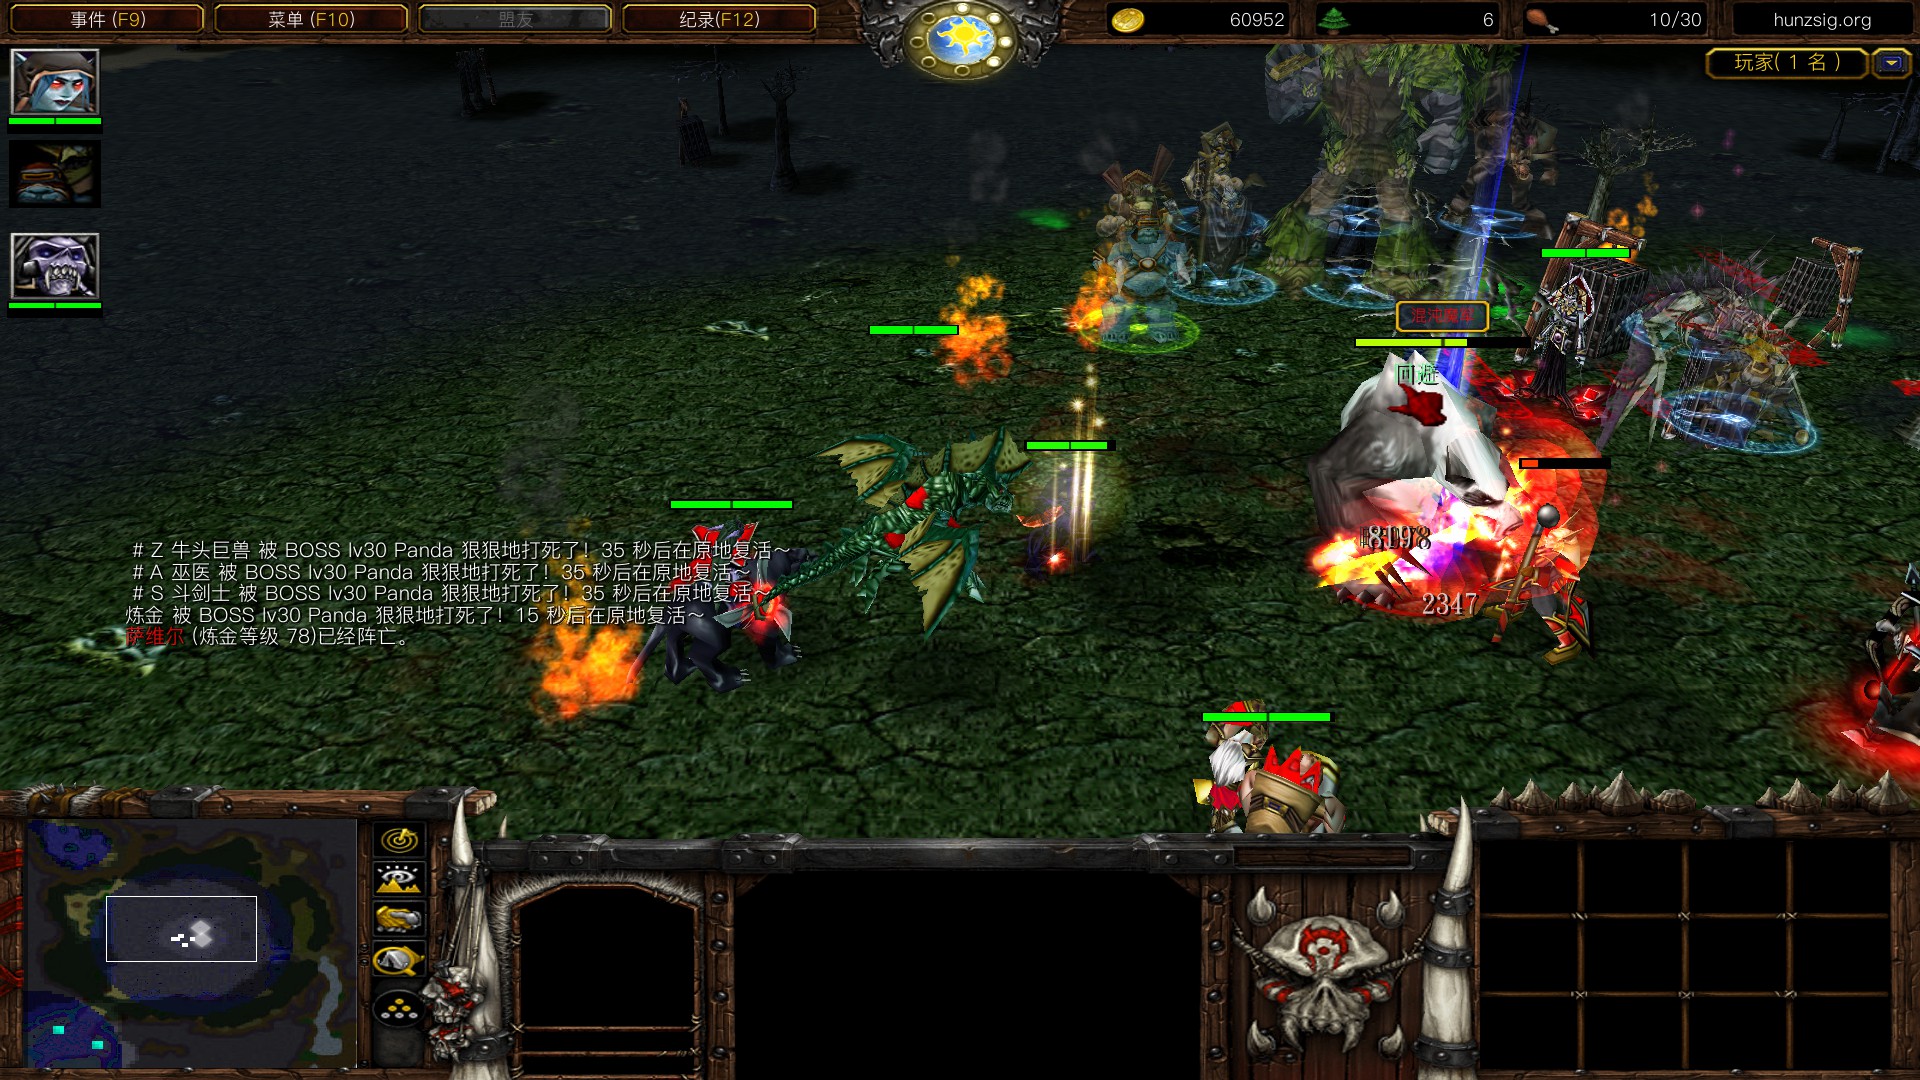 事件 (F9)
菜单 (F10)
盟友
纪录(F12)
60952
6
10/30
hunzsig.org
玩家( 1 名 )
回避
2347
# Z 牛头巨兽 被 BOSS lv30 Panda 狠狠地打死了！35 秒后在原地复活～
# A 巫医 被 BOSS lv30 Panda 狠狠地打死了！35 秒后在原地复活～
# S 斗剑士 被 BOSS lv30 Panda 狠狠地打死了！35 秒后在原地复活～
炼金 被 BOSS lv30 Panda 狠狠地打死了！15 秒后在原地复活～
萨维尔 (炼金等级 78)已经阵亡。